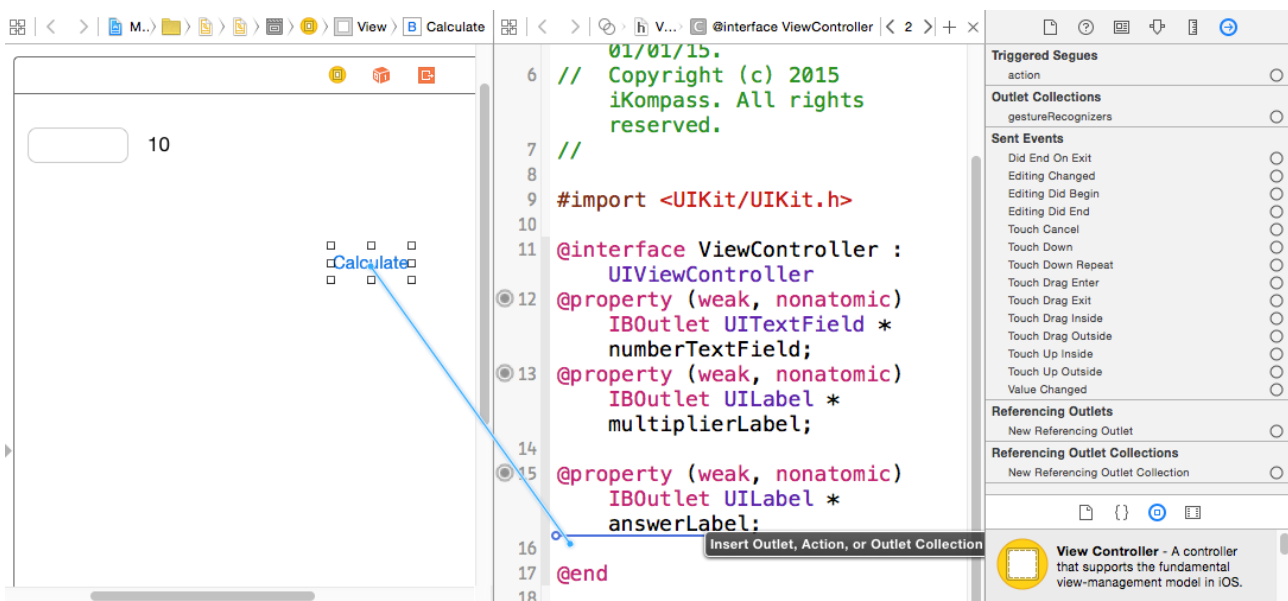 M..
View
B Calculate
h V...
C @interface ViewController
2
10
Calculate
01/01/15.
6 // Copyright (c) 2015
iKompass. All rights
reserved.
7 //
8
9 #import <UIKit/UIKit.h>
10
11 @interface ViewController :
UIViewController
12 @property (weak, nonatomic)
IBOutlet UITextField *
numberTextField;
13 @property (weak, nonatomic)
IBOutlet UILabel *
multiplierLabel;
14
15 @property (weak, nonatomic)
IBOutlet UILabel *
answerLabel;
Insert Outlet, Action, or Outlet Collection
16
17 @end
18
Triggered Segues
action
Outlet Collections
gestureRecognizers
Sent Events
Did End On Exit
Editing Changed
Editing Did Begin
Editing Did End
Touch Cancel
Touch Down
Touch Down Repeat
Touch Drag Enter
Touch Drag Exit
Touch Drag Inside
Touch Drag Outside
Touch Up Inside
Touch Up Outside
Value Changed
Referencing Outlets
New Referencing Outlet
Referencing Outlet Collections
New Referencing Outlet Collection
{}
View Controller - A controller
that supports the fundamental
view-management model in iOS.